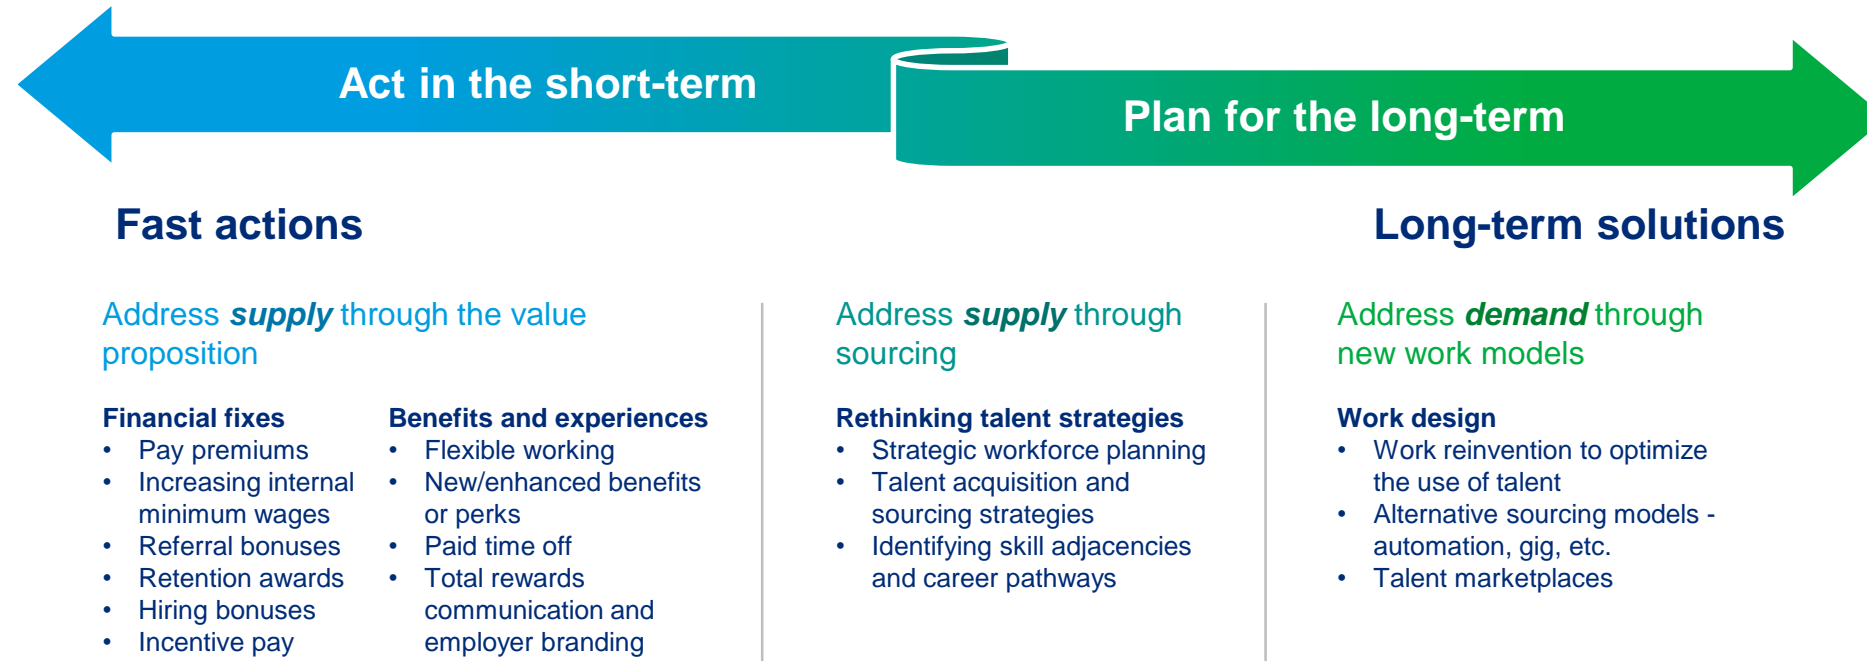 Act in the short-term
Plan for the long-term
Fast actions
Long-term solutions
Address supply through the value
proposition
Financial fixes
• Pay premiums
• Increasing internal
minimum wages
• Referral bonuses
• Retention awards
• Hiring bonuses
• Incentive pay
Benefits and experiences
• Flexible working
• New/enhanced benefits
or perks
• Paid time off
• Total rewards
communication and
employer branding
Address supply through
sourcing
Rethinking talent strategies
• Strategic workforce planning
• Talent acquisition and
sourcing strategies
• Identifying skill adjacencies
and career pathways
Address demand through
new work models
Work design
• Work reinvention to optimize
the use of talent
• Alternative sourcing models -
automation, gig, etc.
• Talent marketplaces